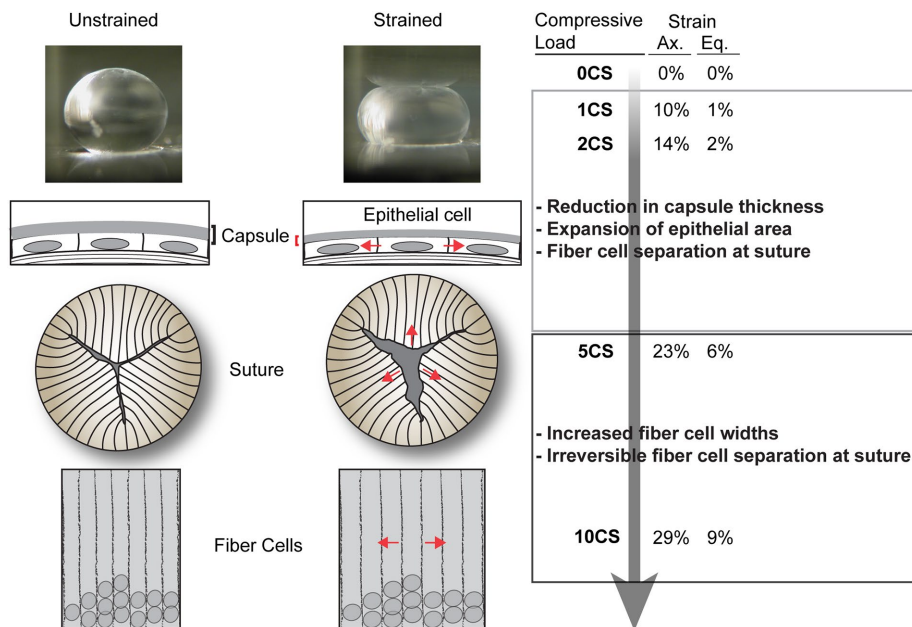 Unstrained
Strained
Compressive Load
Strain
Ax. Eq.
0CS 0% 0%
1CS 10% 1%
2CS 14% 2%
- Reduction in capsule thickness
- Expansion of epithelial area
- Fiber cell separation at suture
Epithelial cell
Capsule
Suture
5CS 23% 6%
- Increased fiber cell widths
- Irreversible fiber cell separation at suture
Fiber Cells
10CS 29% 9%